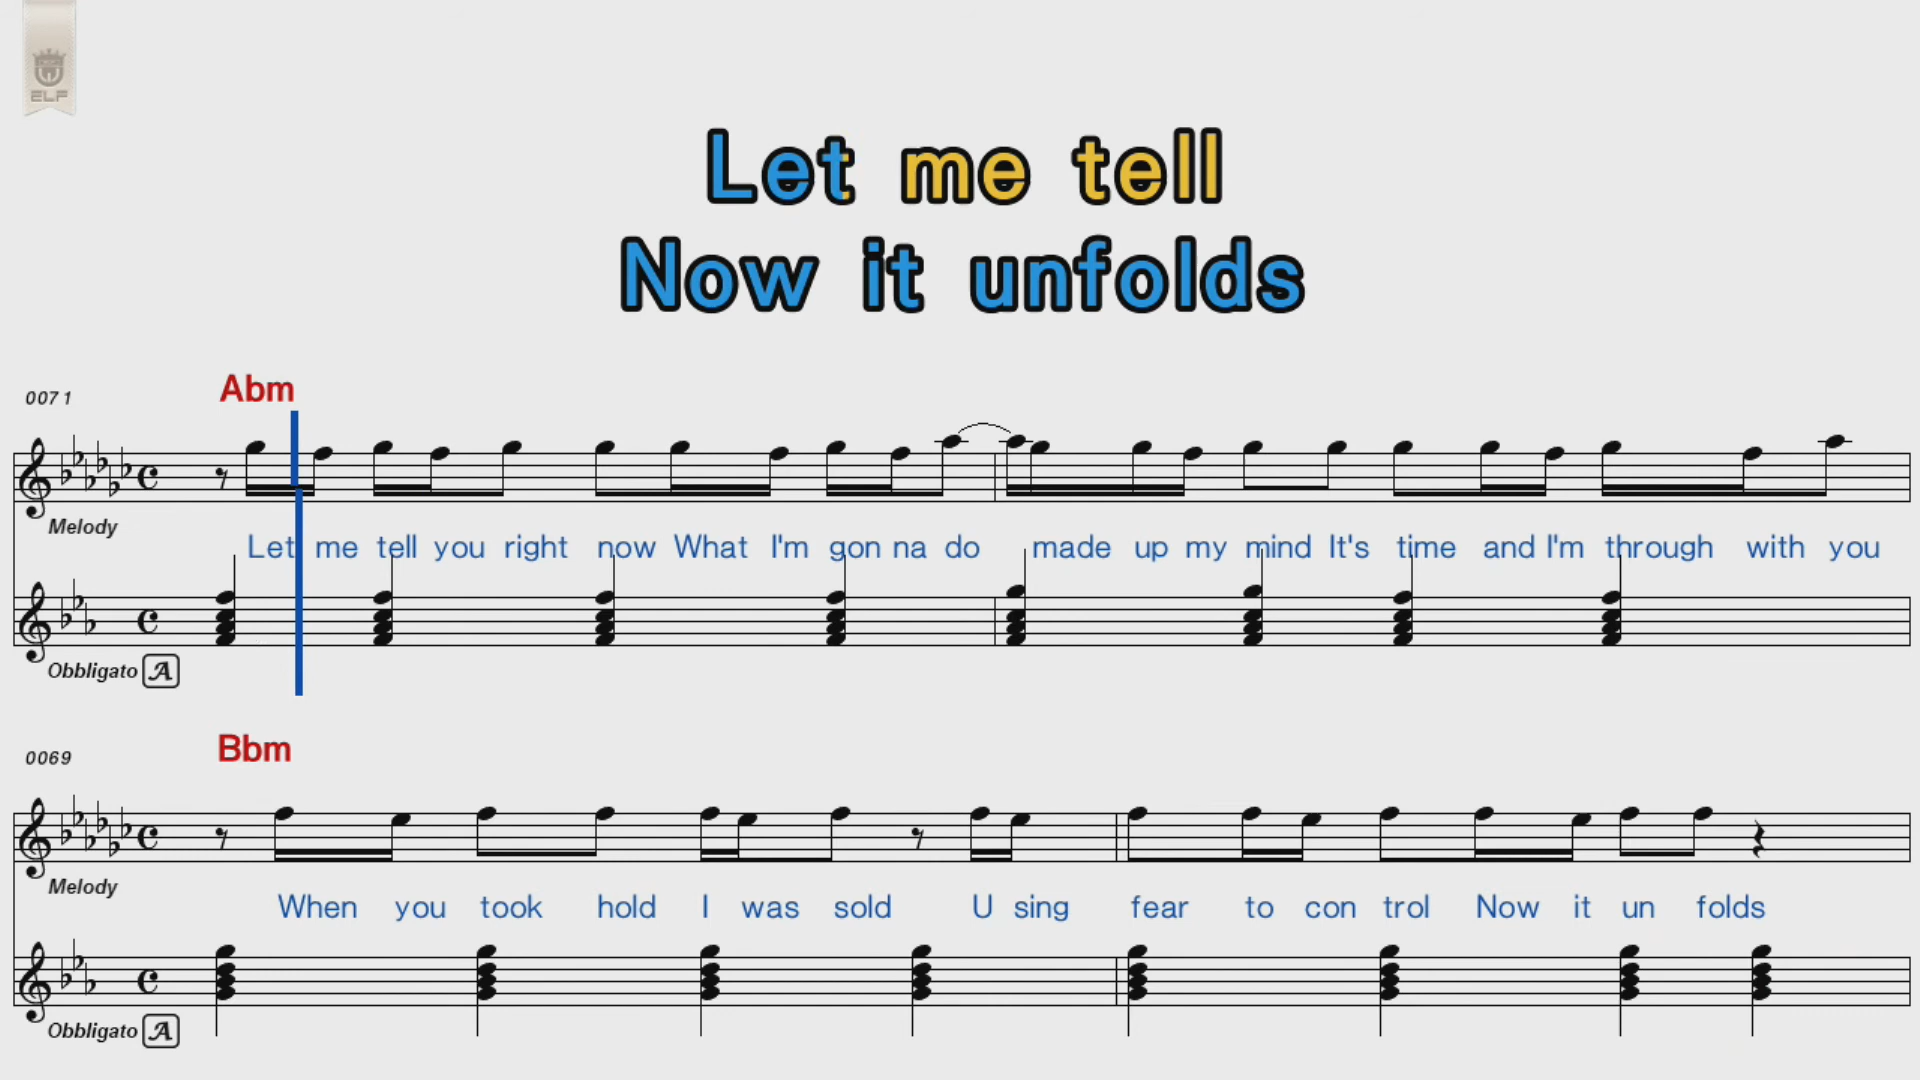 ELF
Let me tell
Now it unfolds
0071
Abm
Melody
Let me tell you right now What I'm gon na do made up my mind It's time and I'm through with you
Obbligato A
0069
Bbm
Melody
When you took hold I was sold U sing fear to con trol Now it un folds
Obbligato A